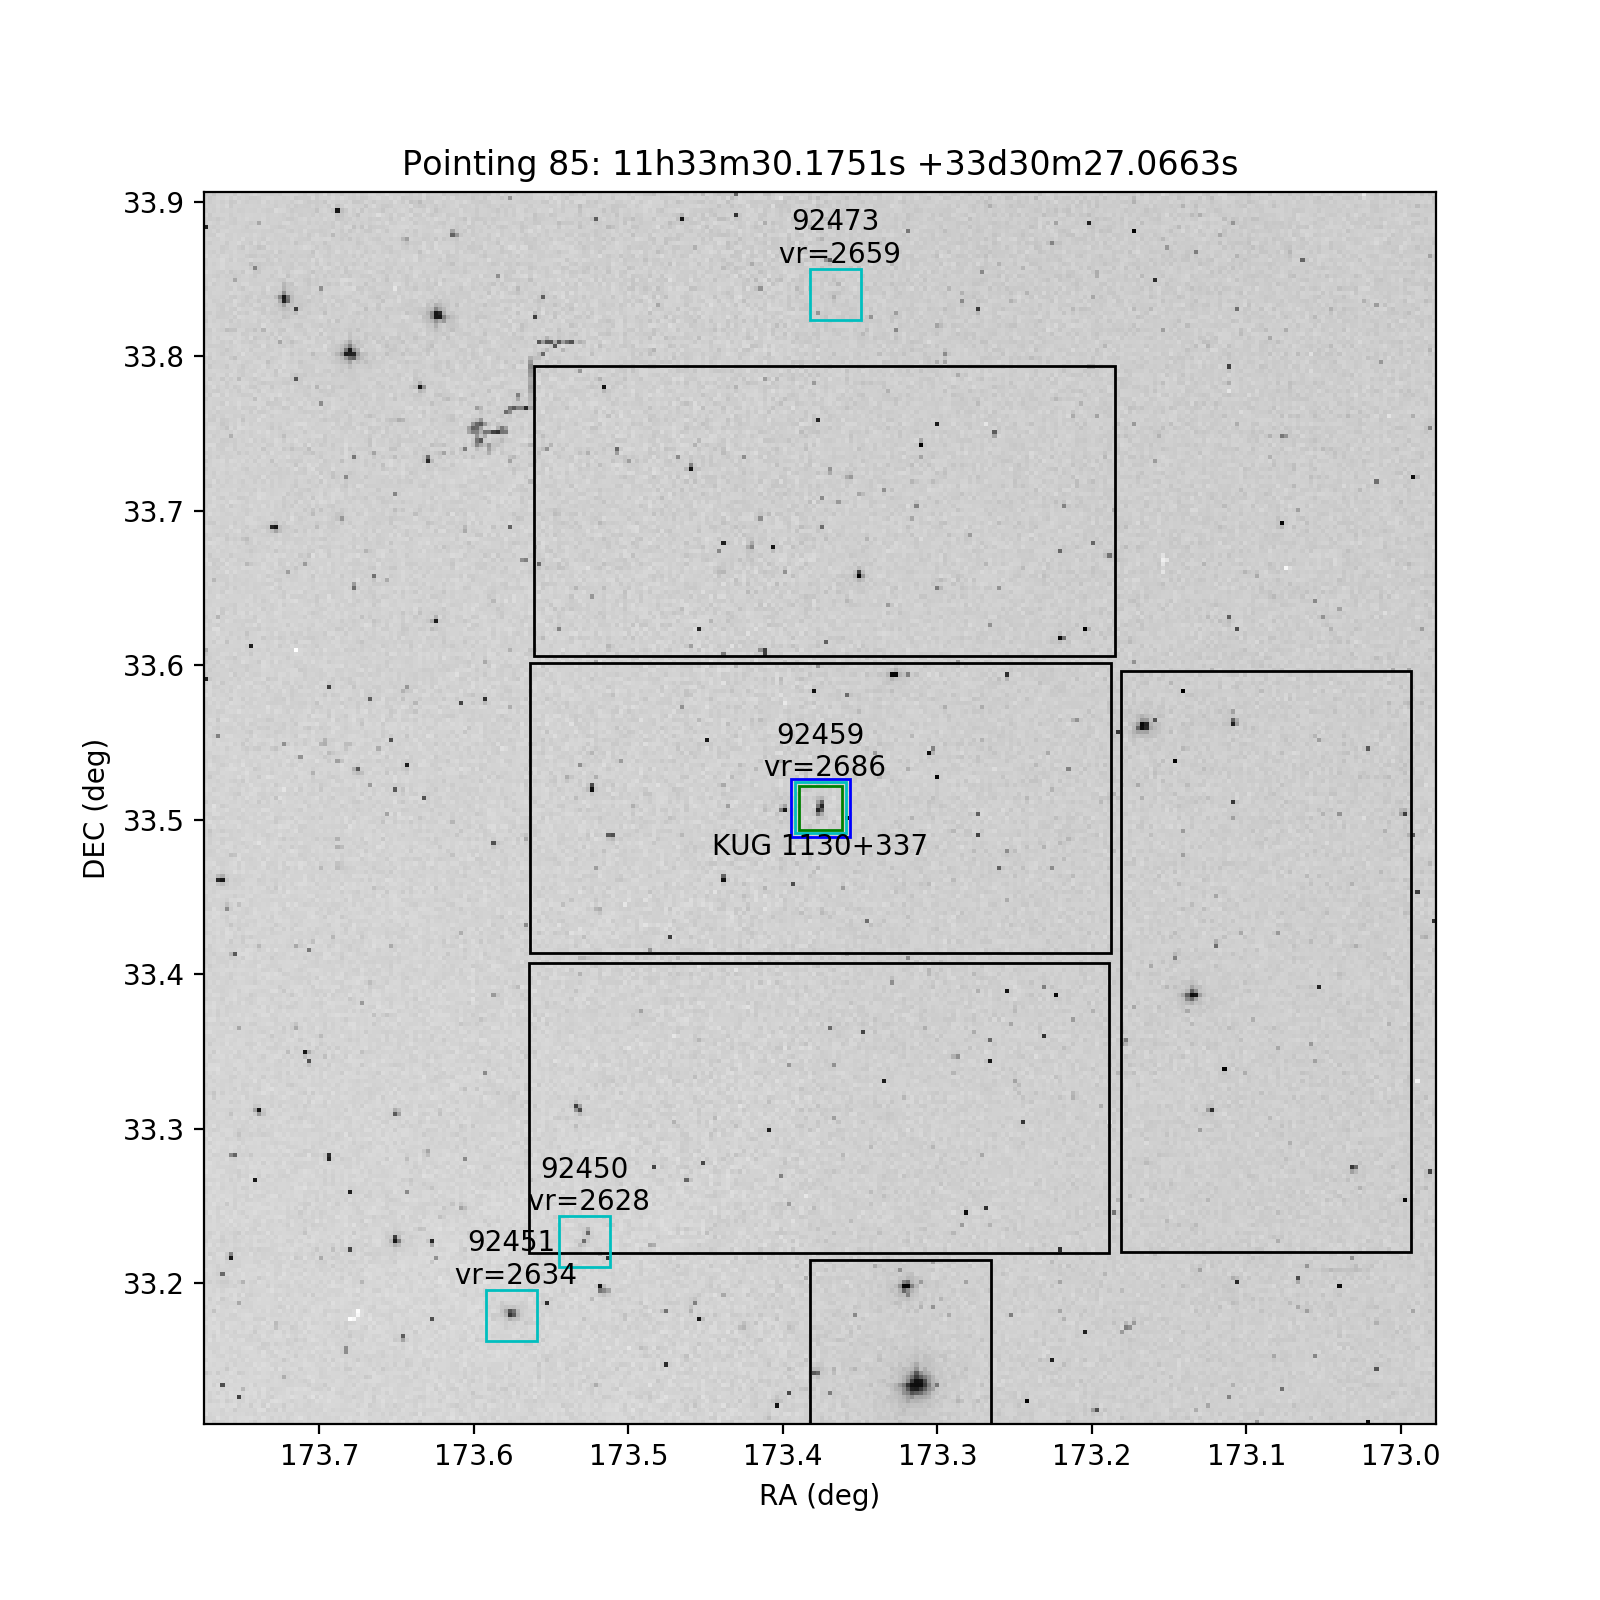 Pointing 85: 11h33m30.1751s +33d30m27.0663s
33.9
33.8
33.7
33.6
33.5
33.4
33.3
33.2
DEC (deg)
92473
vr=2659
92459
vr=2686
KUG 1130+337
92450
vr=2628
92451
vr=2634
173.7 173.6 173.5 173.4 173.3 173.2 173.1 173.0
RA (deg)